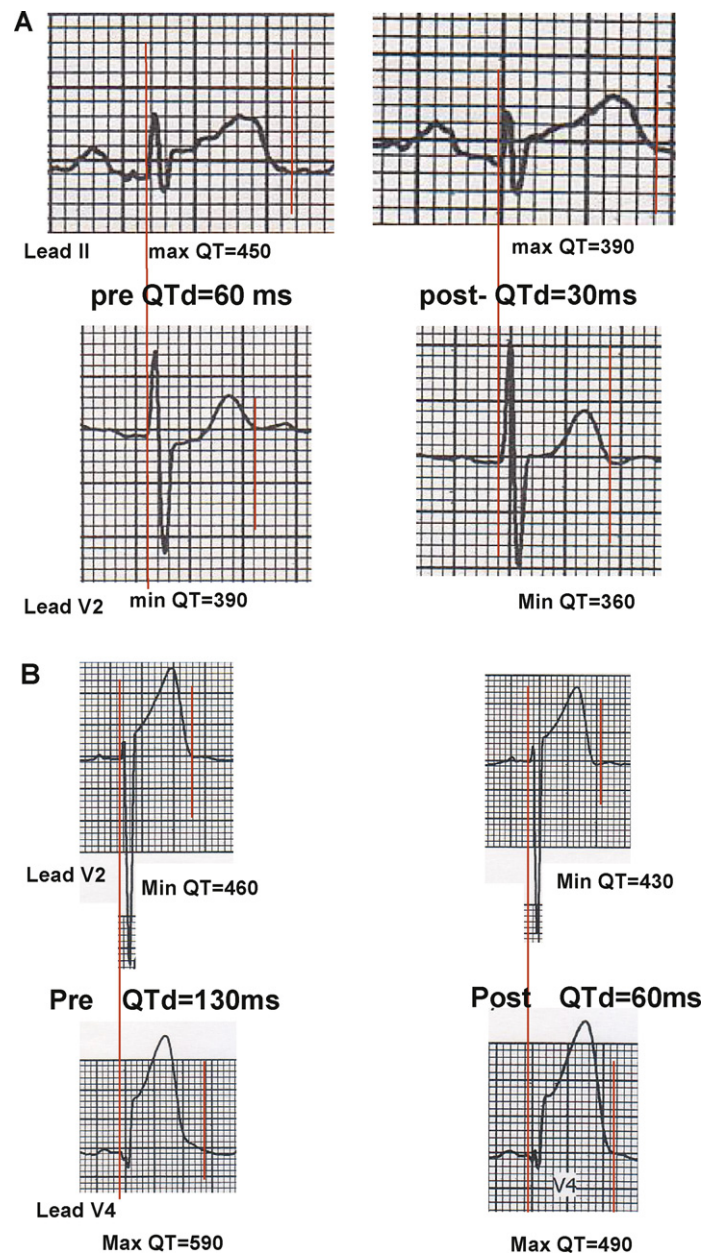 A
Lead II
max QT=450
max QT=390
pre QTd=60 ms
post- QTd=30ms
Lead V2
min QT=390
Min QT=360
B
Lead V2
Min QT=460
Min QT=430
Pre QTd=130ms
Post QTd=60ms
V4
Lead V4
Max QT=590
Max QT=490